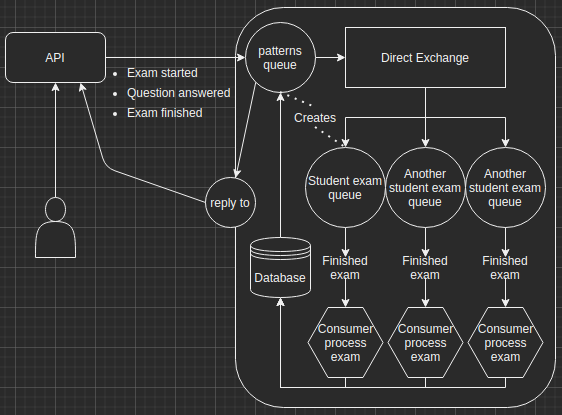 API
Exam started
Question answered
Exam finished
patterns
queue
Direct Exchange
Creates
Student exam
queue
Another
student exam
queue
Another
student exam
queue
reply to
Database
Finished
exam
Finished
exam
Finished
exam
Consumer
process
exam
Consumer
process
exam
Consumer
process
exam